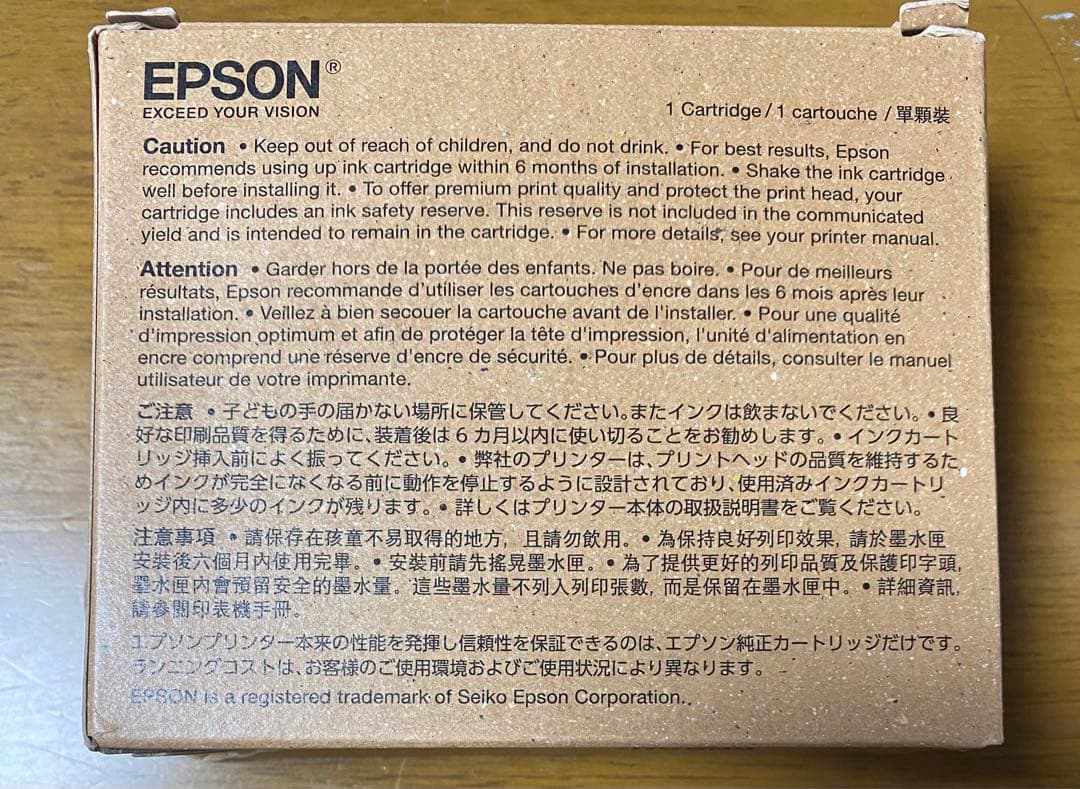 EPSON®
EXCEED YOUR VISION
1 Cartridge / 1 cartouche / 單顆裝
Caution • Keep out of reach of children, and do not drink. • For best results, Epson
recommends using up ink cartridge within 6 months of installation. • Shake the ink cartridge
well before installing it. • To offer premium print quality and protect the print head, your
cartridge includes an ink safety reserve. This reserve is not included in the communicated
yield and is intended to remain in the cartridge. • For more details, see your printer manual.
Attention • Garder hors de la portée des enfants. Ne pas boire. • Pour de meilleurs
résultats, Epson recommande d'utiliser les cartouches d'encre dans les 6 mois après leur
installation. • Veillez à bien secouer la cartouche avant de l'installer. • Pour une qualité
d'impression optimum et afin de protéger la tête d'impression, l'unité d'alimentation en
encre comprend une réserve d'encre de sécurité. • Pour plus de détails, consulter le manuel
utilisateur de votre imprimante.
ご注意 • 子どもの手の届かない場所に保管してください。またインクは飲まないでください。• 良
好な印刷品質を得るために、装着後は 6 カ月以内に使い切ることをお勧めします。• インクカート
リッジ挿入前によく振ってください。• 弊社のプリンターは、プリントヘッドの品質を維持するた
めインクが完全になくなる前に動作を停止するように設計されており、使用済みインクカートリ
ッジ内に多少のインクが残ります。• 詳しくはプリンター本体の取扱説明書をご覧ください。
注意事項 • 請保存在孩童不易取得的地方，且請勿飲用。• 為保持良好列印效果，請於墨水匣
安裝後六個月內使用完畢。• 安裝前請先搖晃墨水匣。• 為了提供更好的列印品質及保護印字頭，
墨水匣內會預留安全的墨水量。這些墨水量不列入列印張數，而是保留在墨水匣中。• 詳細資訊，
請參閱印表機手冊。
エプソンプリンター本来の性能を発揮し信頼性を保証できるのは、エプソン純正カートリッジだけです。
ランニングコストは、お客様のご使用環境およびご使用状況により異なります。
EPSON is a registered trademark of Seiko Epson Corporation.